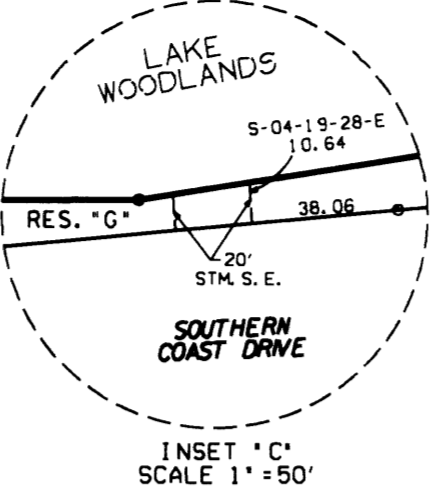 LAKE
WOODLANDS
S-04-19-28-E
10.64
RES. "G"
38.06
20'
STM. S. E.
SOUTHERN
COAST DRIVE
INSET "C"
SCALE 1" =50'